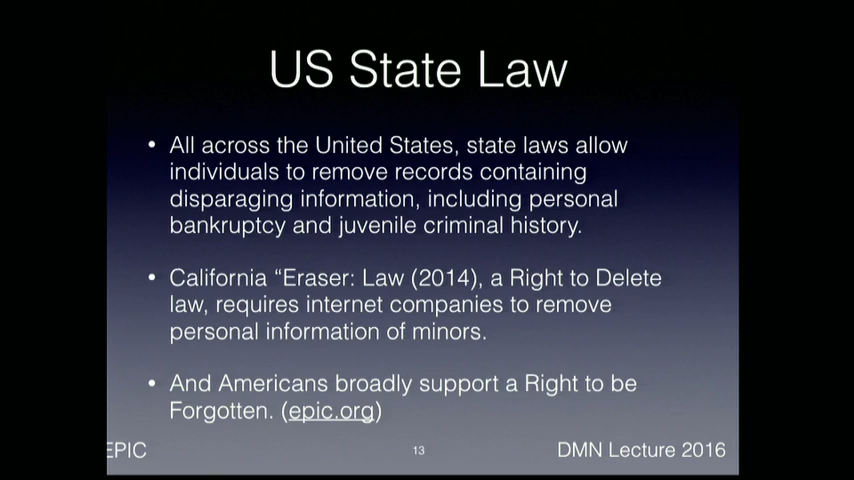 US State Law
• All across the United States, state laws allow
individuals to remove records containing
disparaging information, including personal
bankruptcy and juvenile criminal history.
• California “Eraser: Law (2014), a Right to Delete
law, requires internet companies to remove
personal information of minors.
• And Americans broadly support a Right to be
Forgotten. (epic.org)
EPIC 13 DMN Lecture 2016